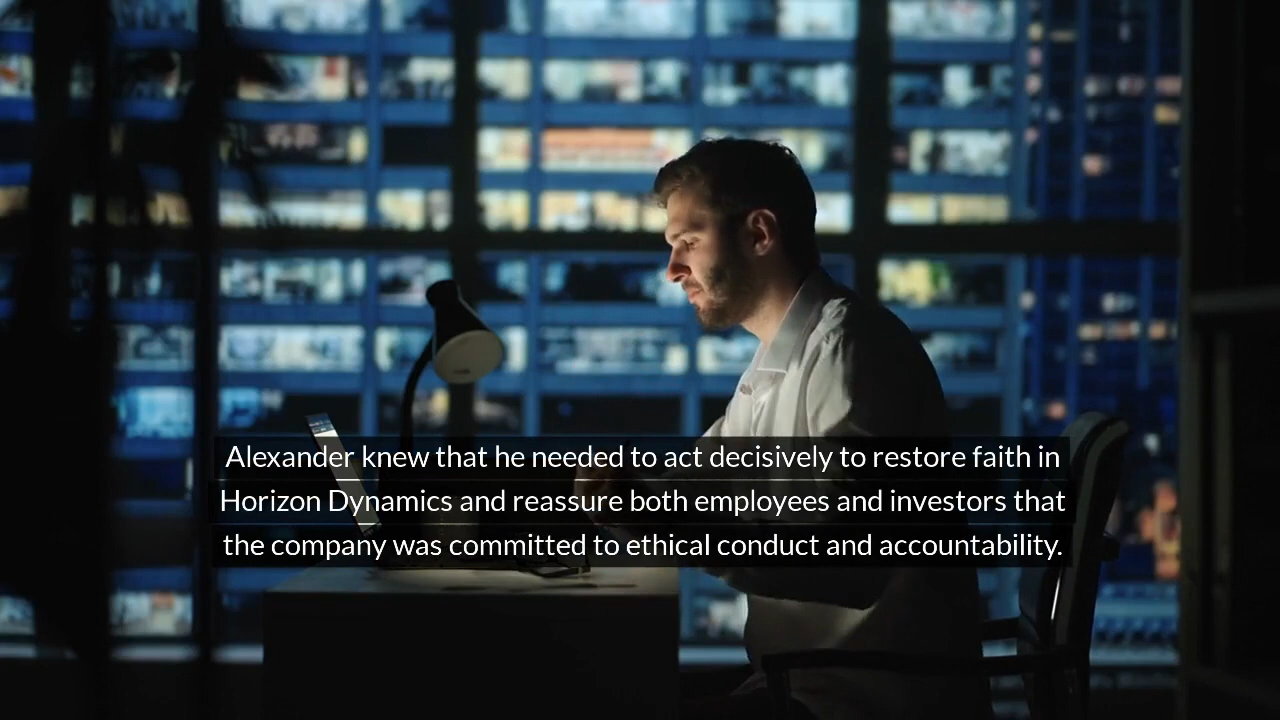 Alexander knew that he needed to act decisively to restore faith in
Horizon Dynamics and reassure both employees and investors that
the company was committed to ethical conduct and accountability.